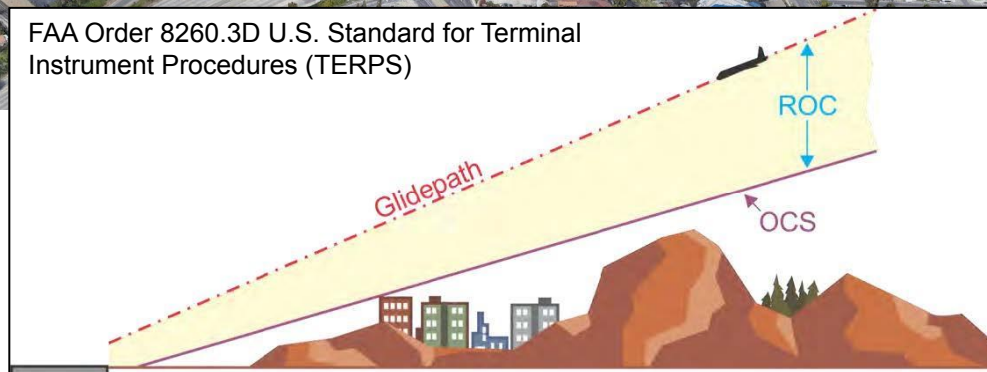 FAA Order 8260.3D U.S. Standard for Terminal
Instrument Procedures (TERPS)
ROC
Glidepath
OCS